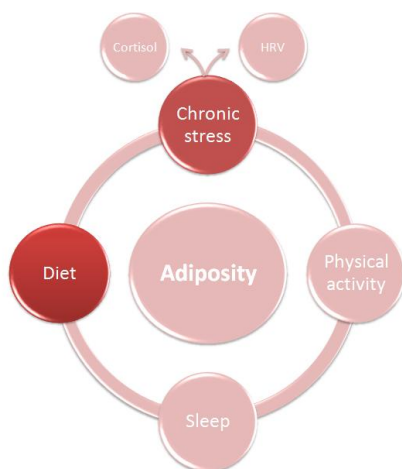 Cortisol
HRV
Chronic
stress
Diet
Adiposity
Physical
activity
Sleep